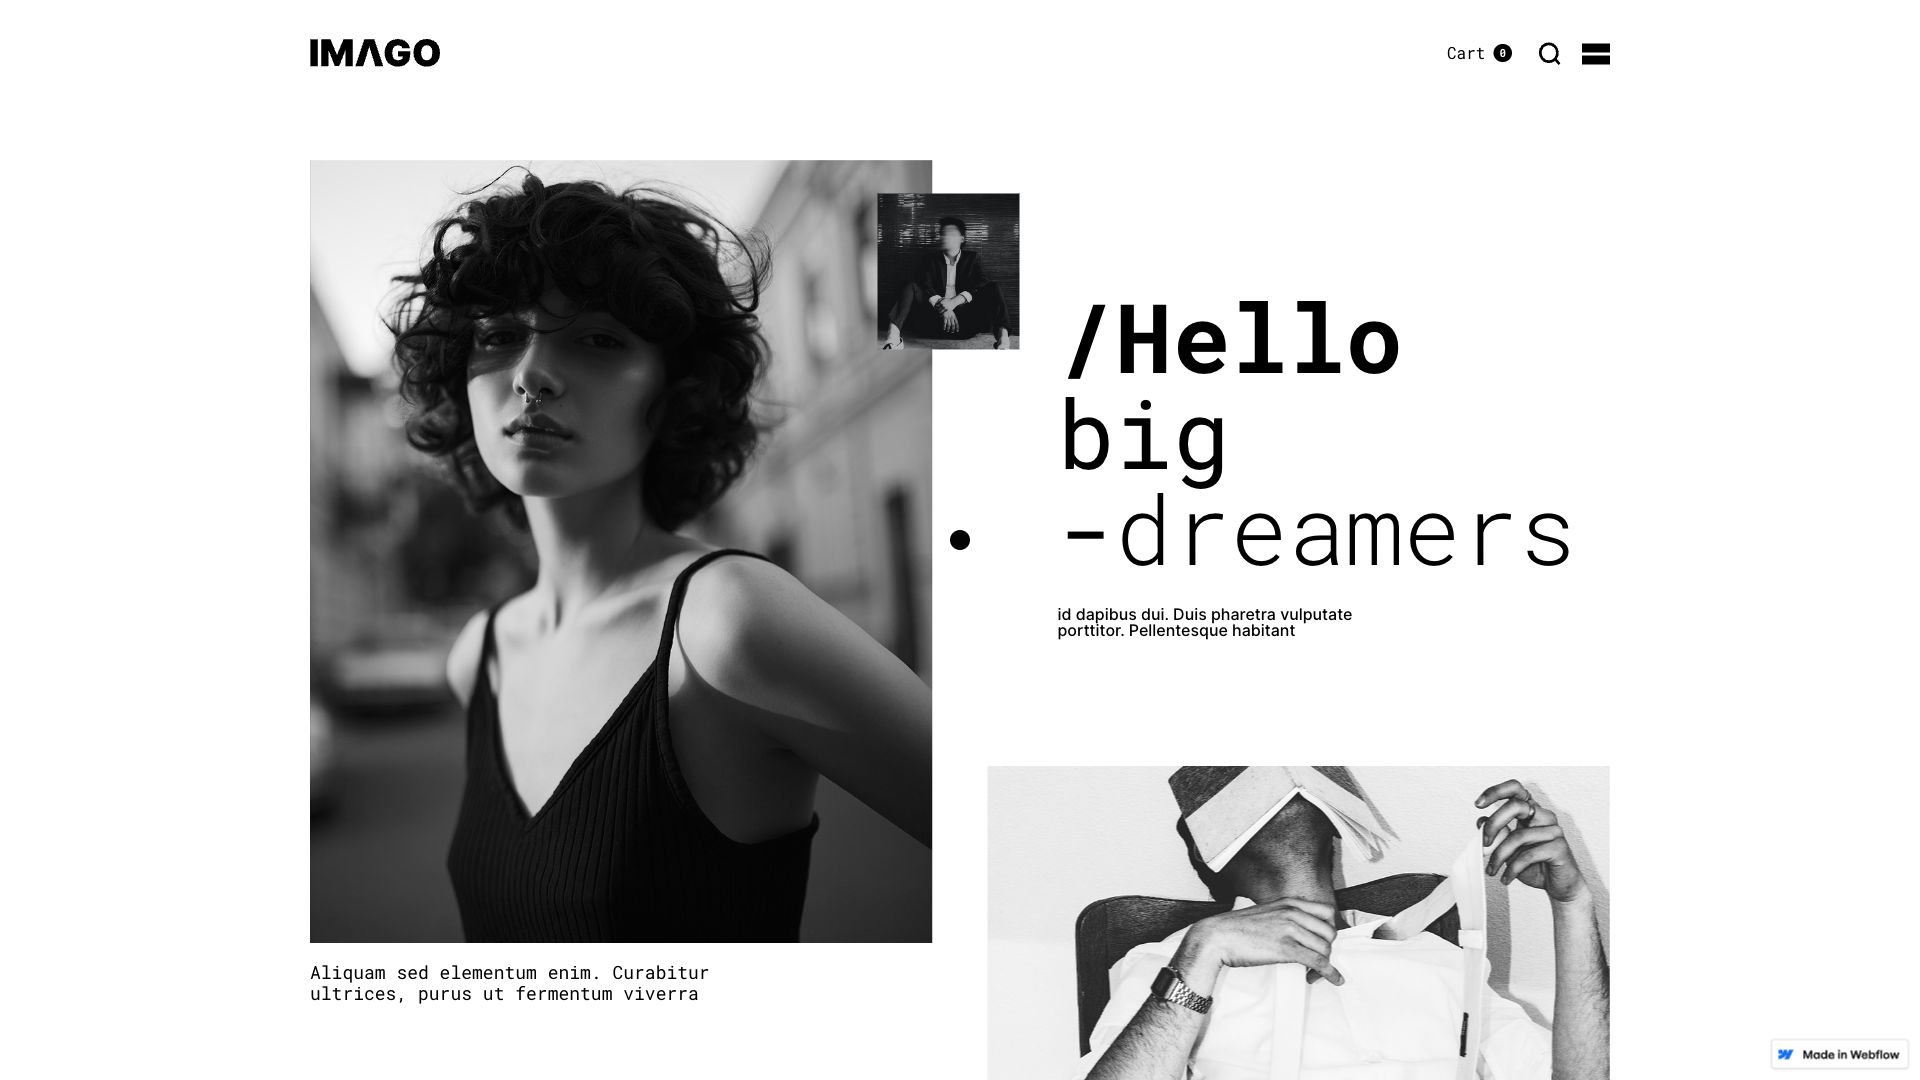 IMAGO
Cart 0
/Hello
big
-dreamers
id dapibus dui. Duis pharetra vulputate
porttitor. Pellentesque habitant
Aliquam sed elementum enim. Curabitur
ultrices, purus ut fermentum viverra
Made in Webflow